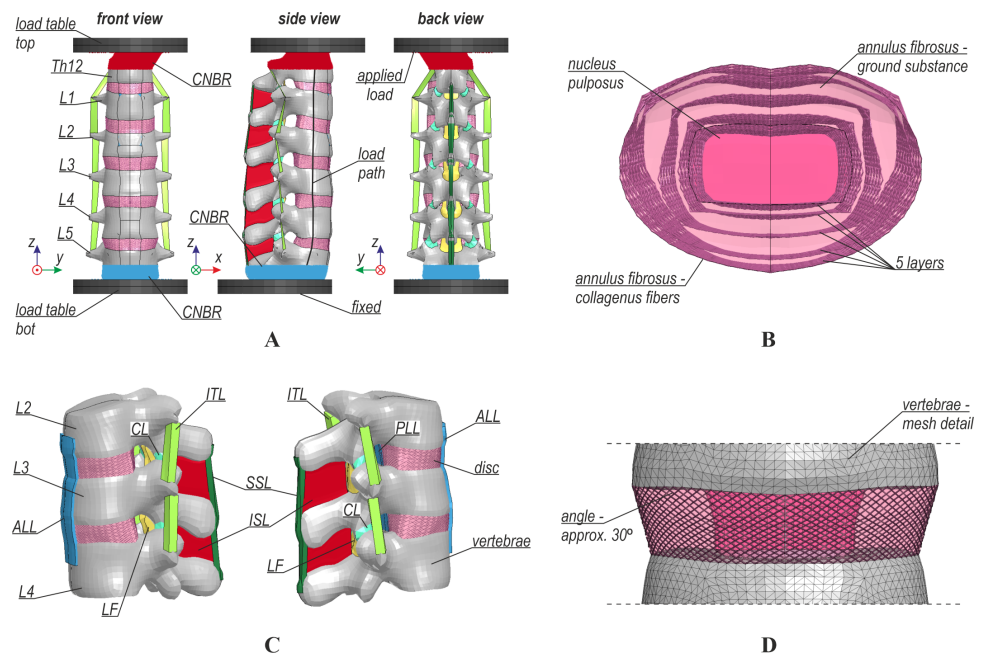 front view
side view
back view
load table
top
Th12
CNBR
L1
L2
L3
L4
L5
z
y
load table
bot
CNBR
CNBR
z
x
load
path
fixed
applied
load
z
y
A
nucleus
pulposus
annulus fibrosus -
ground substance
5 layers
annulus fibrosus -
collagenus fibers
B
L2
CL
ITL
L3
ALL
L4
LF
SSL
ISL
ITL
PLL
ALL
disc
CL
LF
vertebrae
C
vertebrae -
mesh detail
angle -
approx. 30º
D